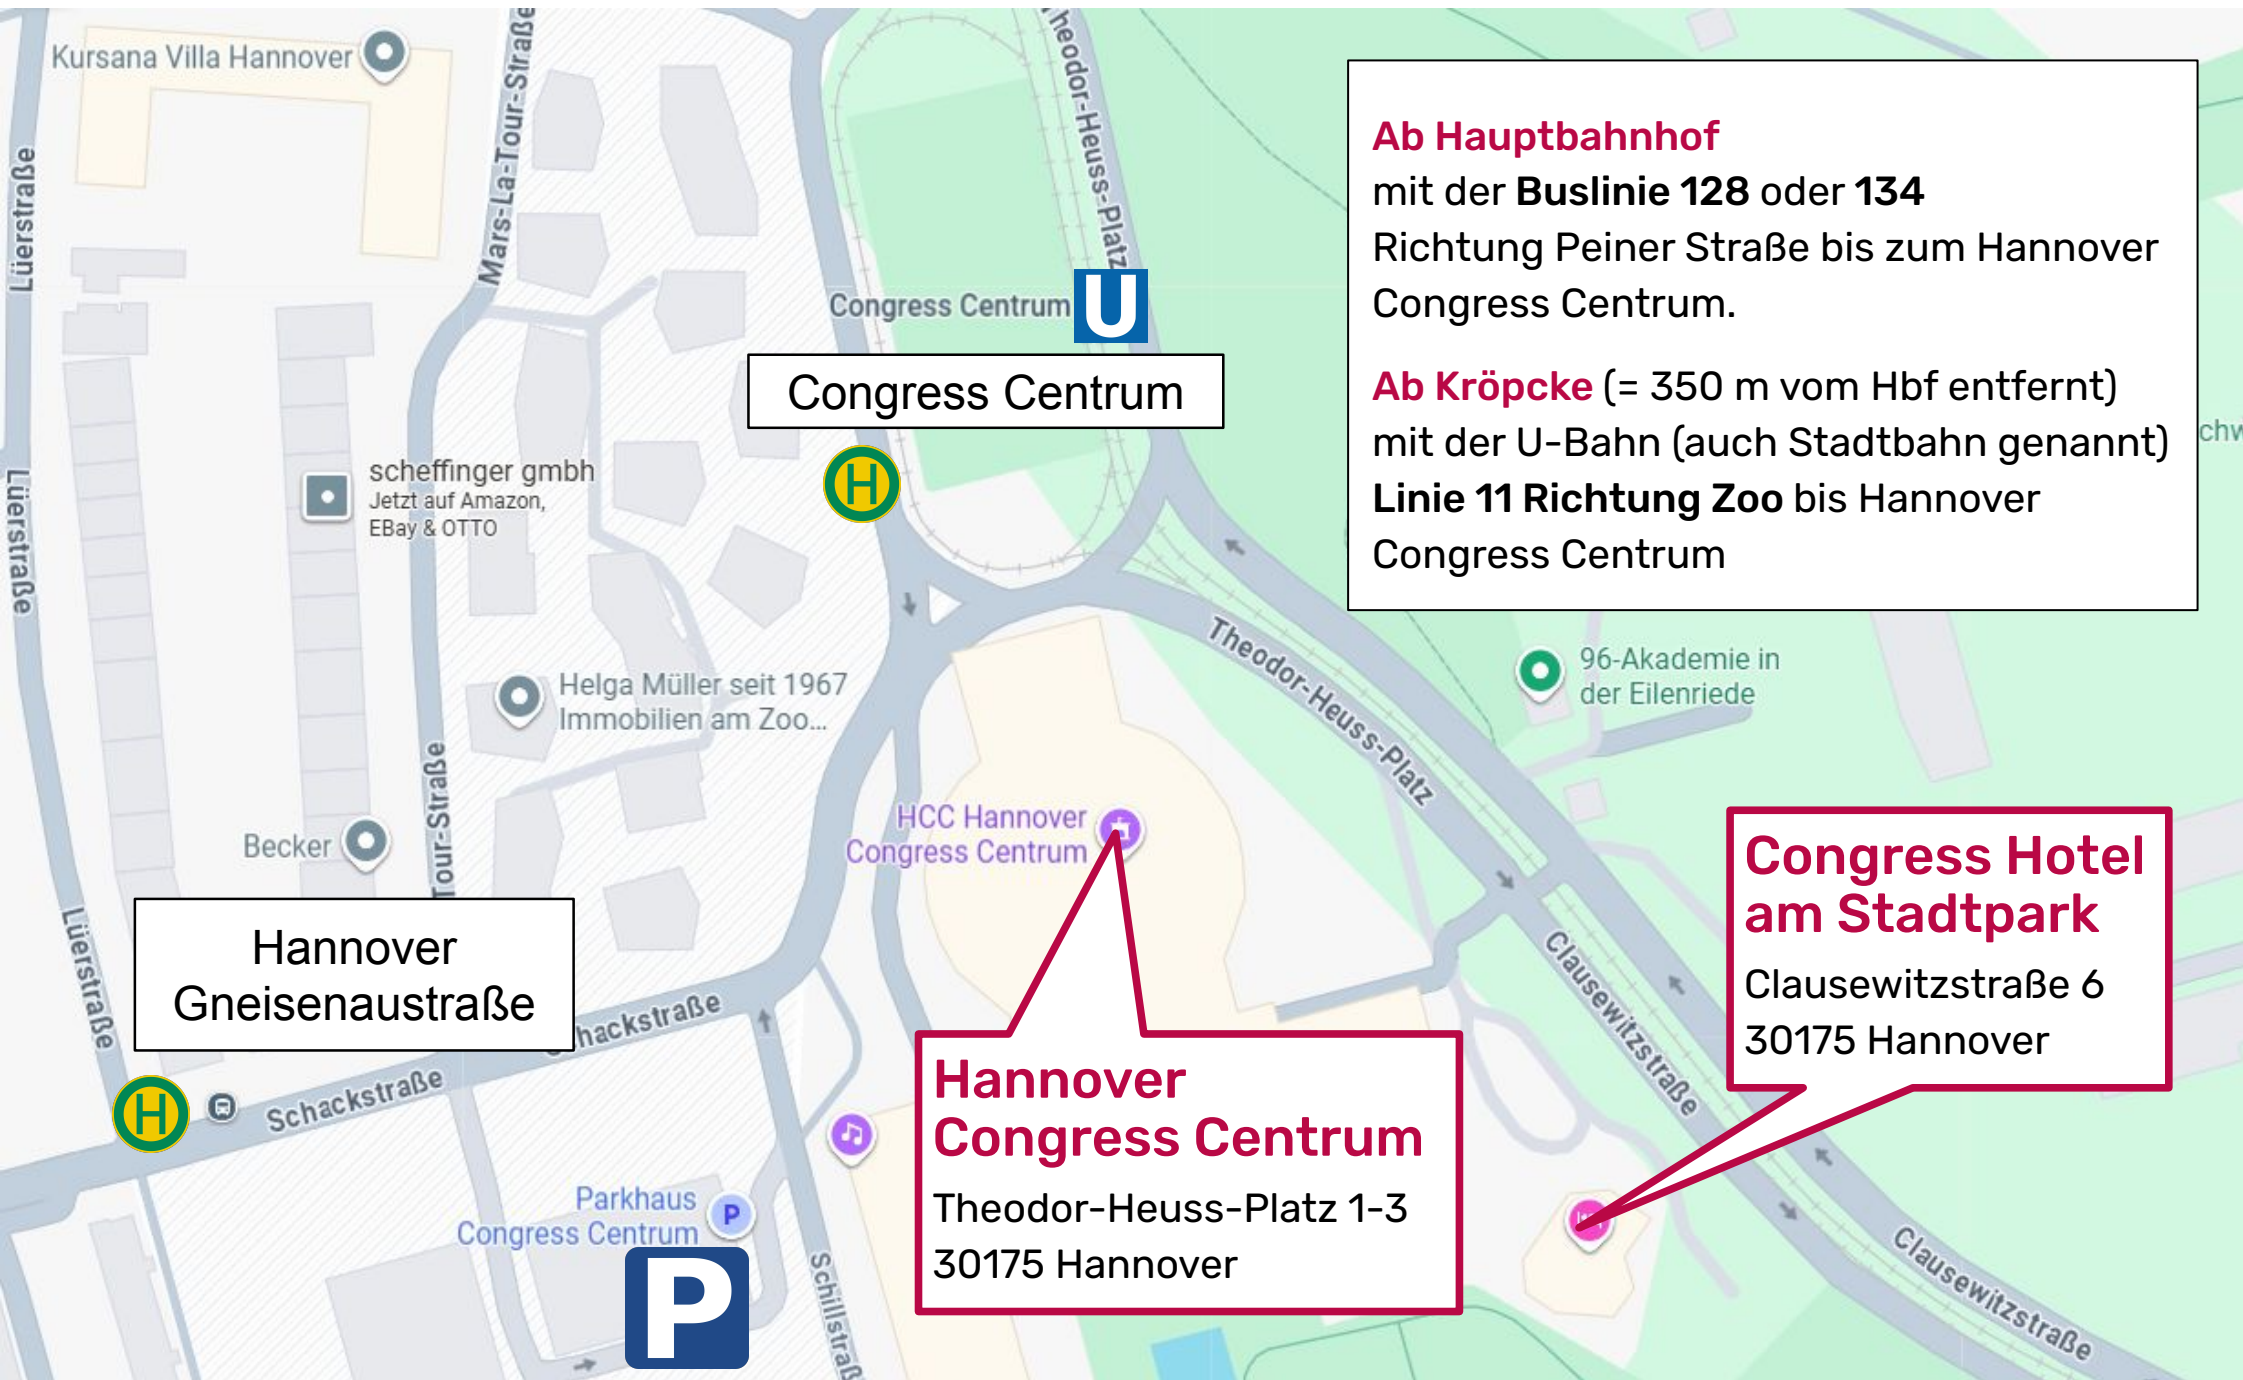 Kursana Villa Hannover
Lüerstraße
Mars-La-Tour-Straße
Theodor-Heuss-Platz
Ab Hauptbahnhof
mit der Buslinie 128 oder 134
Richtung Peiner Straße bis zum Hannover
Congress Centrum.
Ab Kröpcke (= 350 m vom Hbf entfernt)
mit der U-Bahn (auch Stadtbahn genannt)
Linie 11 Richtung Zoo bis Hannover
Congress Centrum
Congress Centrum
U
Congress Centrum
H
scheffinger gmbh
Jetzt auf Amazon,
EBay & OTTO
Lüerstraße
Helga Müller seit 1967
Immobilien am Zoo...
Theodor-Heuss-Platz
96-Akademie in
der Eilenriede
Becker
Tour-Straße
HCC Hannover
Congress Centrum
Congress Hotel
am Stadtpark
Clausewitzstraße 6
30175 Hannover
Lüerstraße
Hannover
Gneisenaustraße
Schackstraße
Clausewitzstraße
H
Schackstraße
Hannover
Congress Centrum
Theodor-Heuss-Platz 1-3
30175 Hannover
Parkhaus
Congress Centrum
P
P
Schillstraß
Clausewitzstraße